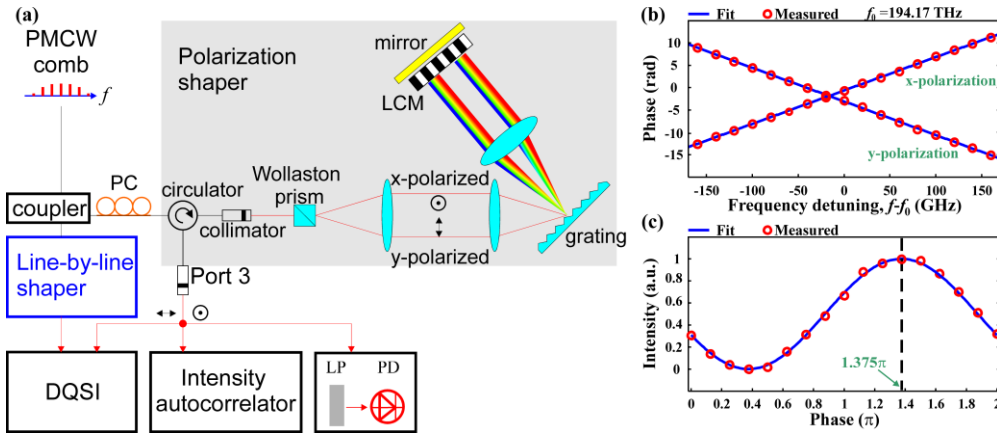 (a)
PMCW
comb
f
Polarization
shaper
mirror
LCM
PC
circulator
Wollaston
prism
x-polarized
coupler
collimator
y-polarized
grating
Line-by-line
shaper
Port 3
DQSI
Intensity
autocorrelator
LP PD
(b)
Fit Measured f0 =194.17 THz
Phase (rad)
10
5
0
-5
-10
-15
x-polarization
y-polarization
-150 -100 -50 0 50 100 150
Frequency detuning, f-f0 (GHz)
(c)
Fit Measured
Intensity (a.u.)
1
0.8
0.6
0.4
0.2
0
1.375π
0 0.2 0.4 0.6 0.8 1 1.2 1.4 1.6 1.8 2
Phase (π)